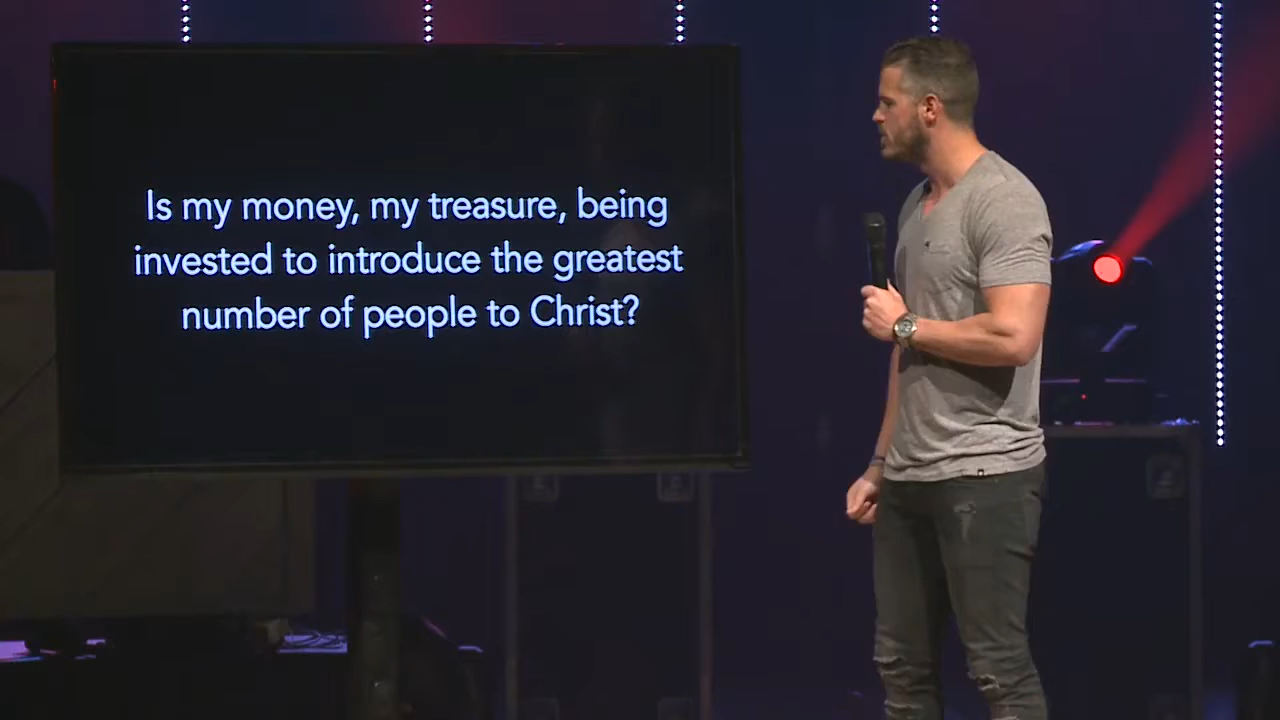 Is my money, my treasure, being
invested to introduce the greatest
number of people to Christ?